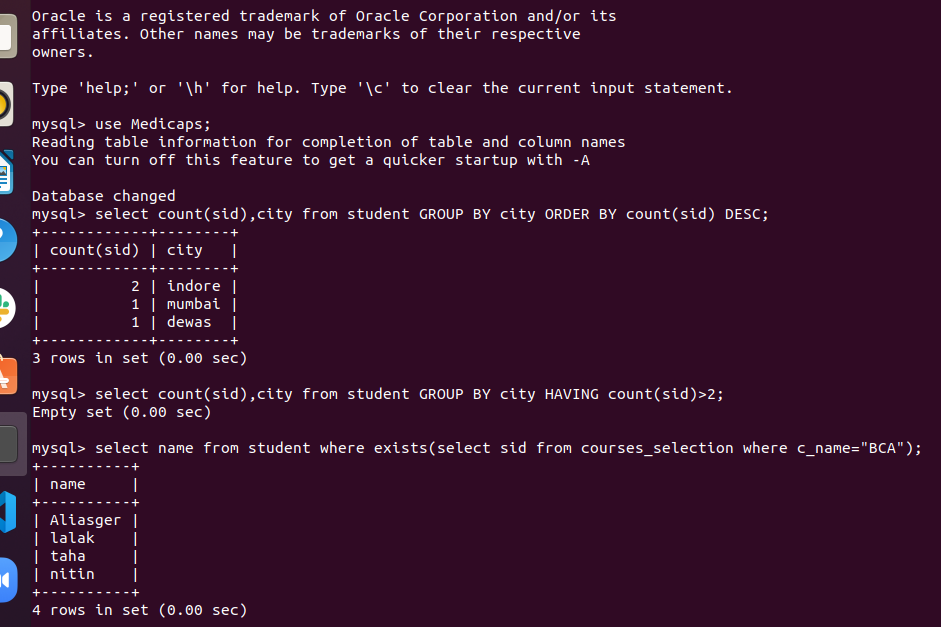 Oracle is a registered trademark of Oracle Corporation and/or its
affiliates. Other names may be trademarks of their respective
owners.
Type 'help;' or '\h' for help. Type '\c' to clear the current input statement.
mysql> use Medicaps;
Reading table information for completion of table and column names
You can turn off this feature to get a quicker startup with -A
Database changed
mysql> select count(sid),city from student GROUP BY city ORDER BY count(sid) DESC;
+------------+--------+
| count(sid) | city   |
+------------+--------+
|          2 | indore |
|          1 | mumbai |
|          1 | dewas  |
+------------+--------+
3 rows in set (0.00 sec)
mysql> select count(sid),city from student GROUP BY city HAVING count(sid)>2;
Empty set (0.00 sec)
mysql> select name from student where exists(select sid from courses_selection where c_name="BCA");
+----------+
| name     |
+----------+
| Aliasger |
| lalak    |
| taha     |
| nitin    |
+----------+
4 rows in set (0.00 sec)